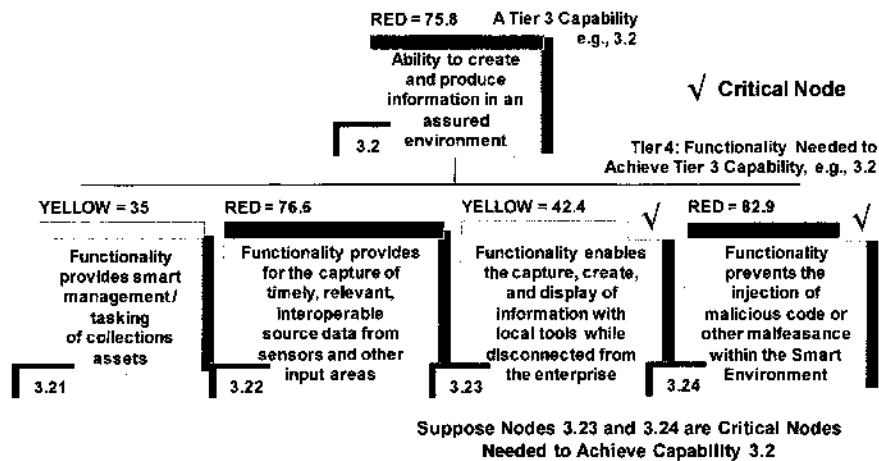 RED = 75.8
A Tier 3 Capability
e.g., 3.2
Ability to create
and produce
information in an
assured
environment
3.2
√ Critical Node
Tier 4: Functionality Needed to
Achieve Tier 3 Capability, e.g., 3.2
YELLOW = 35
Functionality
provides smart
management/
tasking
of collections
assets
3.21
RED = 76.6
Functionality provides
for the capture of
timely, relevant,
interoperable
source data from
sensors and other
input areas
3.22
YELLOW = 42.4
√
Functionality enables
the capture, create,
and display of
information with
local tools while
disconnected from
the enterprise
3.23
RED = 82.9
√
Functionality
prevents the
injection of
malicious code or
other malfeasance
within the Smart
Environment
3.24
Suppose Nodes 3.23 and 3.24 are Critical Nodes
Needed to Achieve Capability 3.2